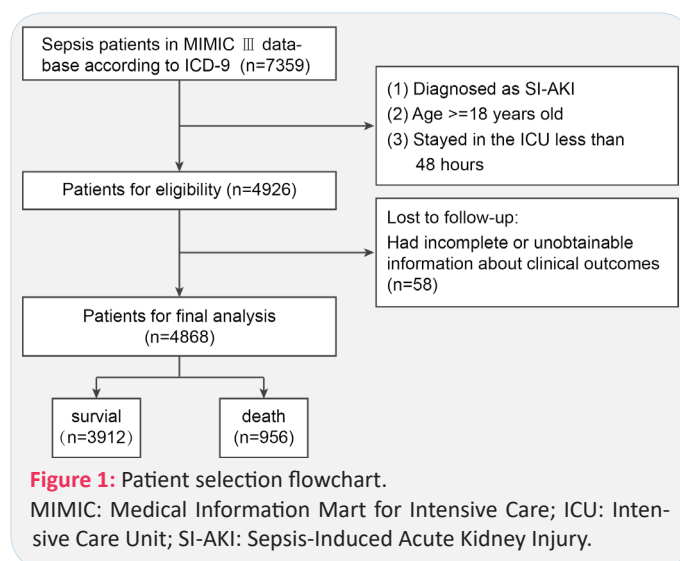 Sepsis patients in MIMIC Ⅲ data-
base according to ICD-9 (n=7359)
(1) Diagnosed as SI-AKI
(2) Age >=18 years old
(3) Stayed in the ICU less than
48 hours
Patients for eligibility (n=4926)
Lost to follow-up:
Had incomplete or unobtainable
information about clinical outcomes
(n=58)
Patients for final analysis
(n=4868)
survial
(n=3912)
death
(n=956)
Figure 1: Patient selection flowchart.
MIMIC: Medical Information Mart for Intensive Care; ICU: Inten-
sive Care Unit; SI-AKI: Sepsis-Induced Acute Kidney Injury.